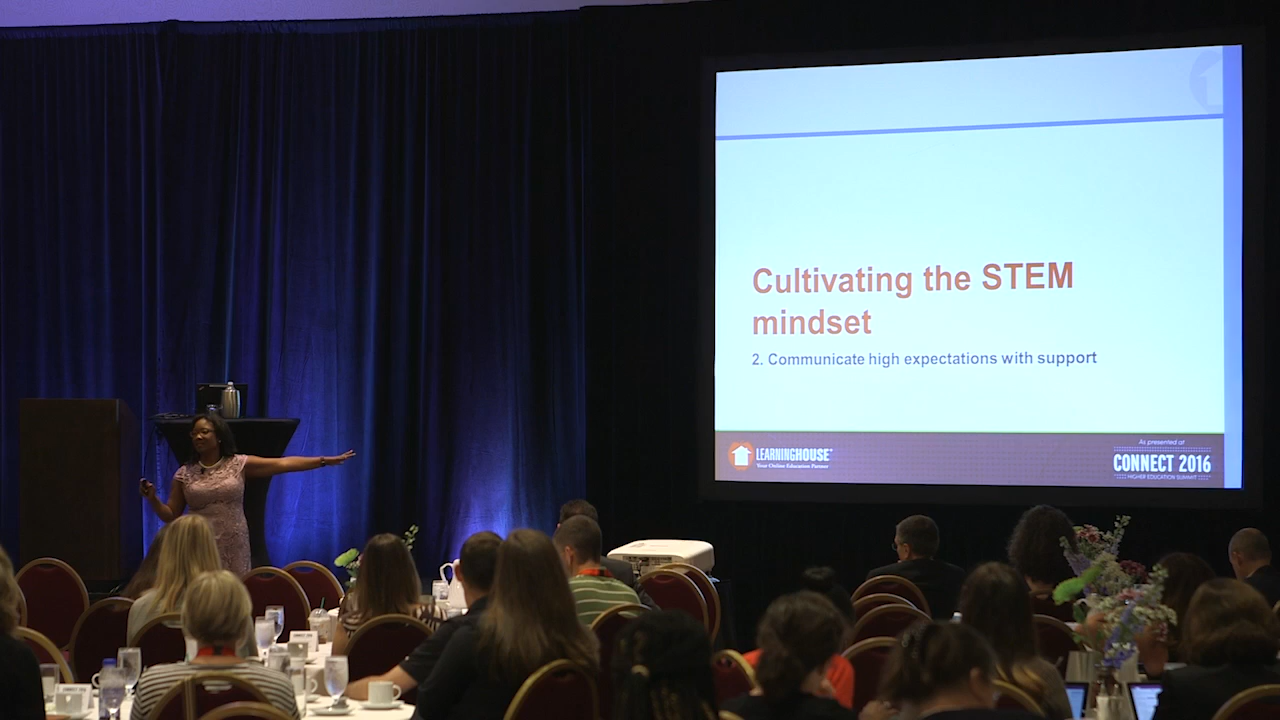 Cultivating the STEM
mindset
2. Communicate high expectations with support
LEARNINGHOUSE
Your Online Education Partner
As presented at
CONNECT 2016
HIGHER EDUCATION SUMMIT